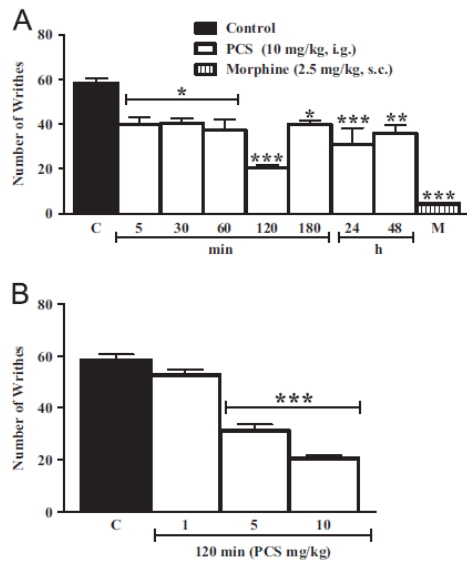 A
Control
PCS (10 mg/kg, i.g.)
Morphine (2.5 mg/kg, s.c.)
Number of Writhes
80
60
40
20
0
*
***
*
***
**
***
C 5 30 60 120 180 24 48 M
min h
B
Number of Writhes
80
60
40
20
0
***
C 1 5 10
120 min (PCS mg/kg)